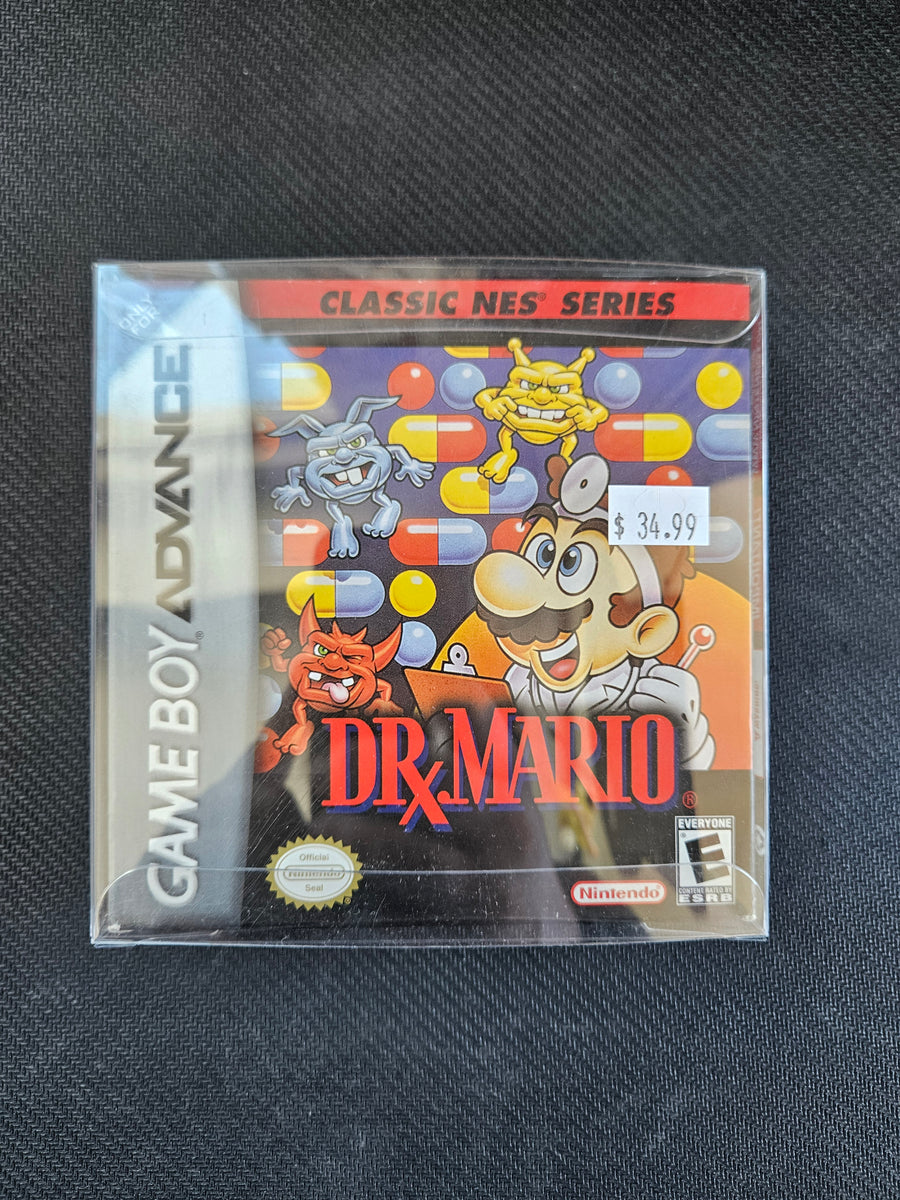 ONLY
FOR
GAME BOY ADVANCE
®
CLASSIC NES® SERIES
$ 34.99
DRx.MARIO
®
Official
Nintendo
Seal
®
Nintendo®
EVERYONE
E
®
CONTENT RATED BY
ESRB